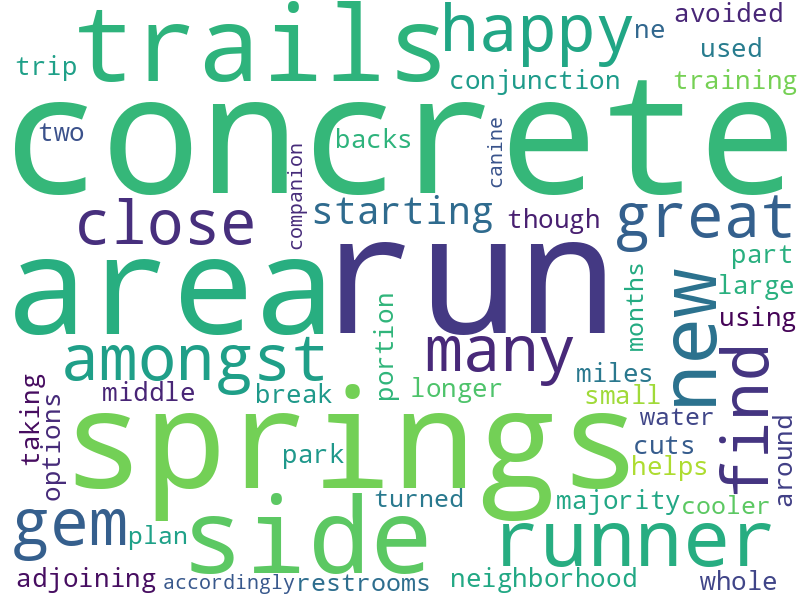 trails
happy
ne
avoided
used
trip
conjunction
training
concrete
two
backs
canine
companion
close
starting
though
great
area
run
part
large
months
new
using
amongst
many
portion
miles
find
taking
middle
break
longer
small
options
springs
water
around
park
cuts
helps
gem
plan
side
turned
majority
cooler
runner
adjoining
accordingly
restrooms
neighborhood
whole